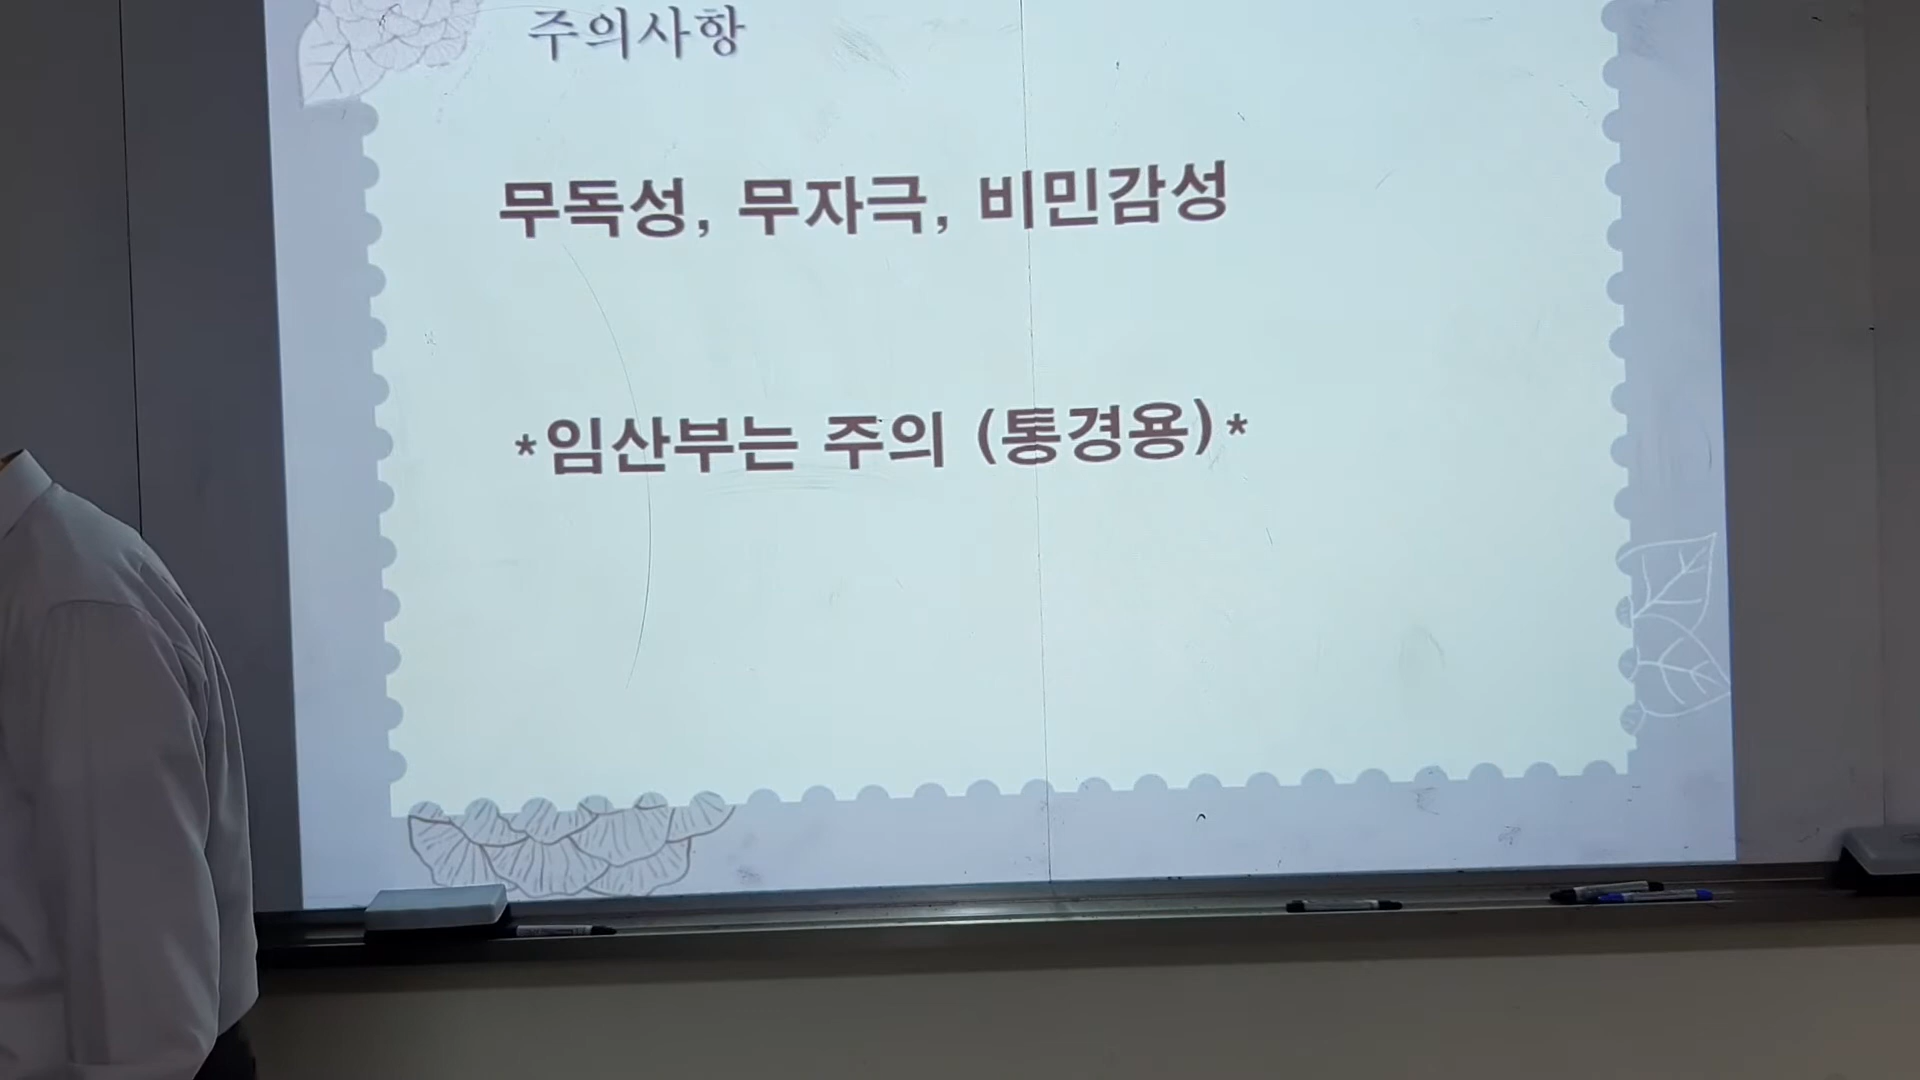 주의사항
무독성, 무자극, 비민감성
*임산부는 주의 (통경용)*